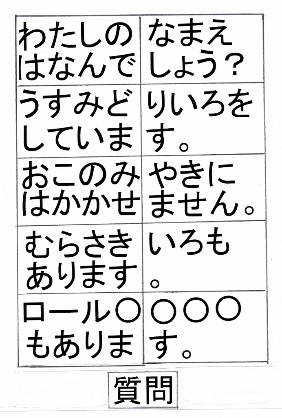 わたしの なまえ
はなんで しょう？
うすみど りいろを
していま す。
おこのみ やきに
はかかせ ません。
むらさき いろも
あります 。
ロール〇 〇〇〇
もありま す。
質問